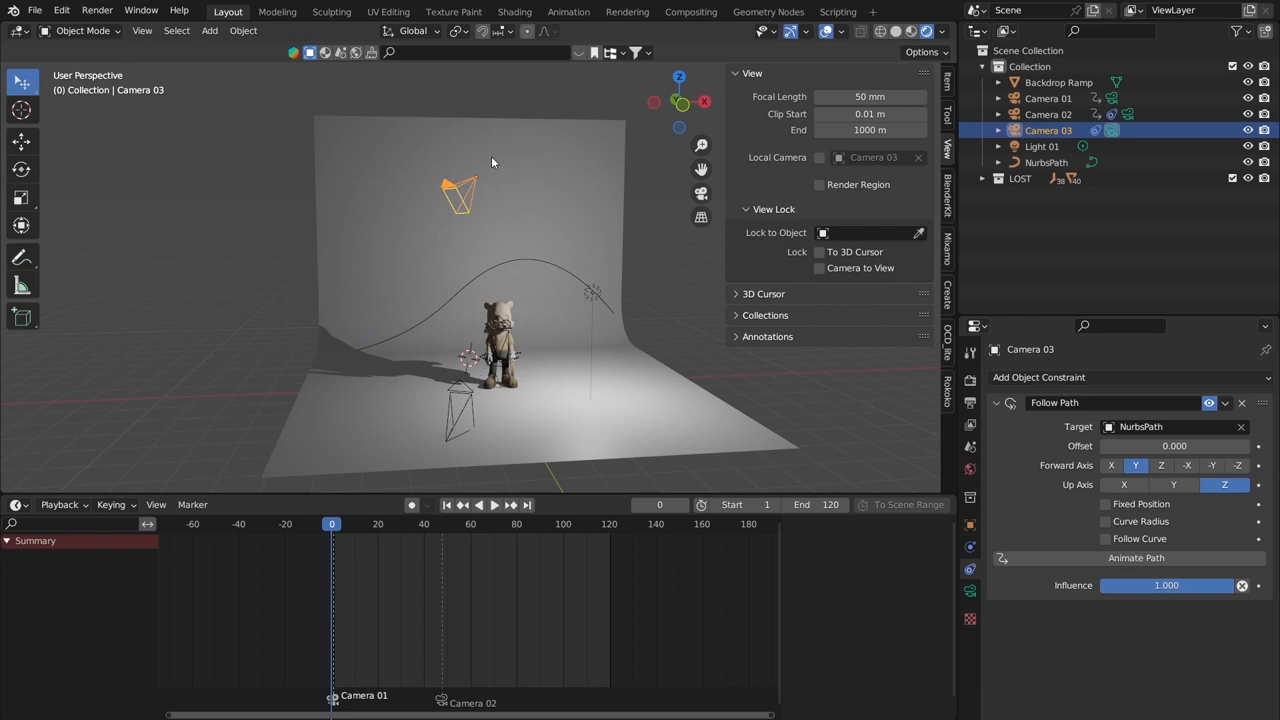 File Edit Render Window Help Layout Modeling Sculpting UV Editing Texture Paint Shading Animation Rendering Compositing Geometry Nodes Scripting + Scene ViewLayer
Object Mode View Select Add Object Global
Options
User Perspective
(0) Collection | Camera 03
Z
X
Y
View
Focal Length 50 mm
Clip Start 0.01 m
End 1000 m
Local Camera Camera 03
Render Region
View Lock
Lock to Object
Lock To 3D Cursor
Camera to View
3D Cursor
Collections
Annotations
Item
Tool
View
BlenderKit
Mixamo
Create
OCD_lite
Rokoko
Scene Collection
Collection
Backdrop Ramp
Camera 01
Camera 02
Camera 03
Light 01
NurbsPath
LOST 38 40
Camera 03
Add Object Constraint
Follow Path
Target NurbsPath
Offset 0.000
Forward Axis X Y Z -X -Y -Z
Up Axis X Y Z
Fixed Position
Curve Radius
Follow Curve
Animate Path
Influence 1.000
Playback Keying View Marker 0 Start 1 End 120 To Scene Range
-60 -40 -20 0 20 40 60 80 100 120 140 160 180
Summary
Camera 01
Camera 02